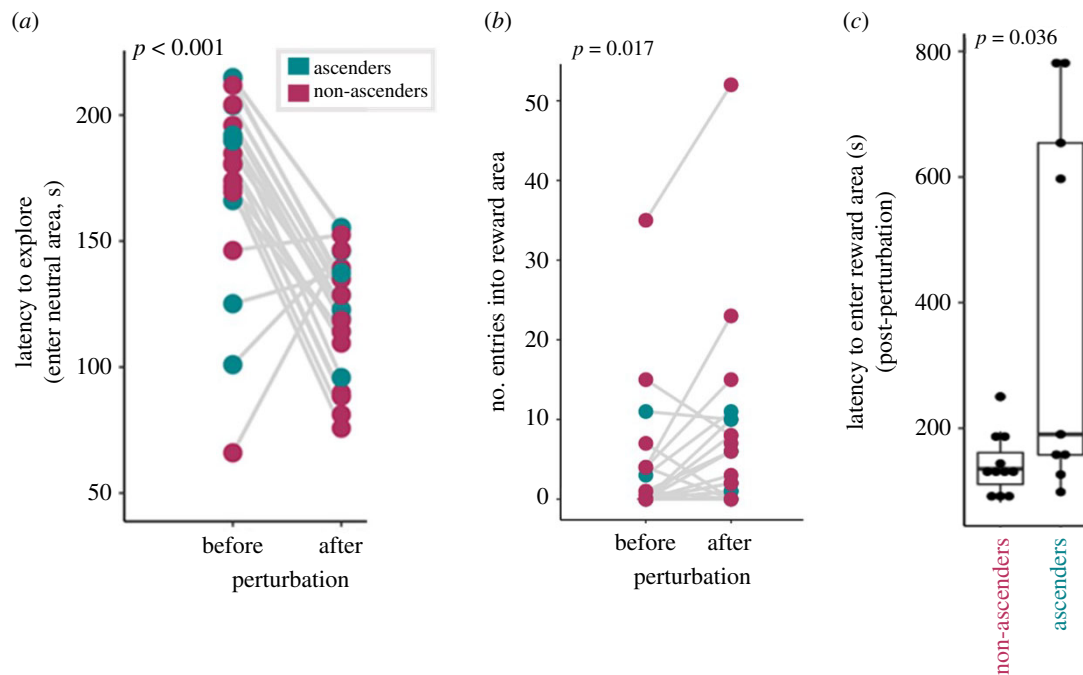 (a)
p < 0.001
ascenders
non-ascenders
latency to explore
(enter neutral area, s)
200
150
100
50
before
after
perturbation
(b)
p = 0.017
no. entries into reward area
50
40
30
20
10
0
before
after
perturbation
(c)
p = 0.036
latency to enter reward area (s)
(post-perturbation)
800
600
400
200
non-ascenders
ascenders